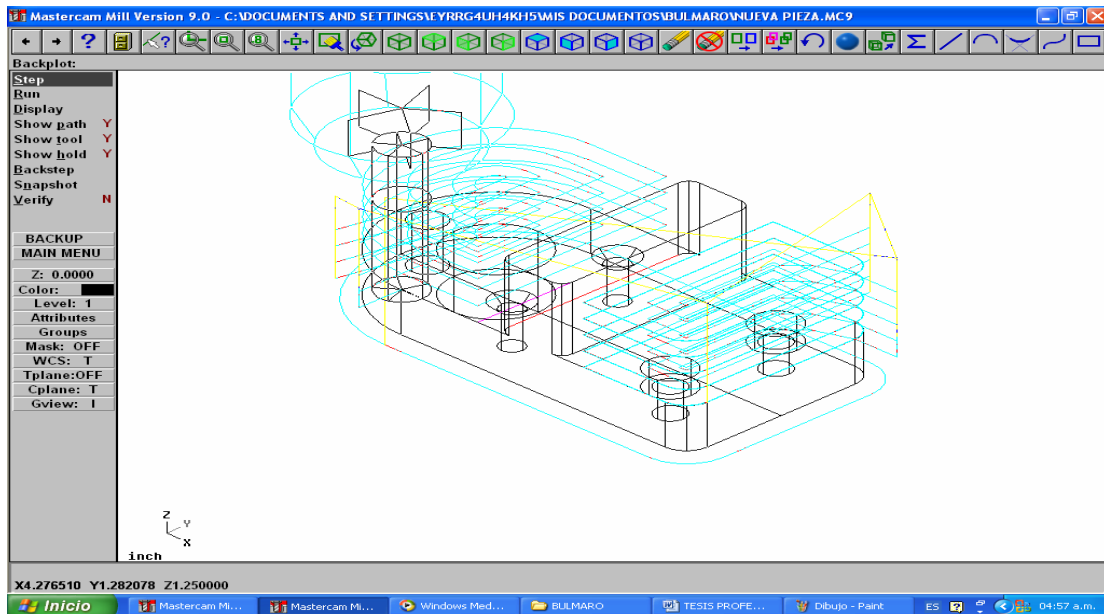 Mastercam Mill Version 9.0 - C:\DOCUMENTS AND SETTINGS\EYRRG4UH4KH5\MIS DOCUMENTOS\BULMARO\NUEVA PIEZA.MC9
Backplot:
Step
Run
Display
Show path Y
Show tool Y
Show hold Y
Backstep
Snapshot
Verify N
BACKUP
MAIN MENU
Z: 0.0000
Color:
Level: 1
Attributes
Groups
Mask: OFF
WCS: T
Tplane:OFF
Cplane: T
Gview: I
Z
Y
X
inch
X4.276510 Y1.282078 Z1.250000
Inicio
Mastercam Mi...
Mastercam Mi...
Windows Med...
BULMARO
TESIS PROFE...
Dibujo - Paint
ES
04:57 a.m.